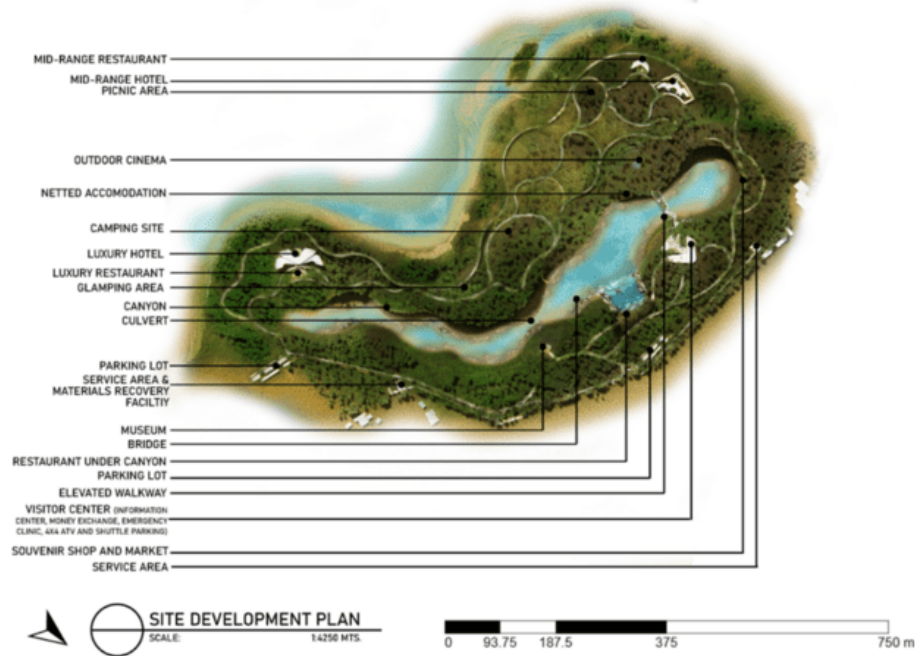 MID-RANGE RESTAURANT
MID-RANGE HOTEL
PICNIC AREA
OUTDOOR CINEMA
NETTED ACCOMODATION
CAMPING SITE
LUXURY HOTEL
LUXURY RESTAURANT
GLAMPING AREA
CANYON
CULVERT
PARKING LOT
SERVICE AREA &
MATERIALS RECOVERY
FACILTIY
MUSEUM
BRIDGE
RESTAURANT UNDER CANYON
PARKING LOT
ELEVATED WALKWAY
VISITOR CENTER (INFORMATION
CENTER, MONEY EXCHANGE, EMERGENCY
CLINIC, 4X4 ATV AND SHUTTLE PARKING)
SOUVENIR SHOP AND MARKET
SERVICE AREA
SITE DEVELOPMENT PLAN
SCALE: 1:4250 MTS.
0 93.75 187.5 375 750 m